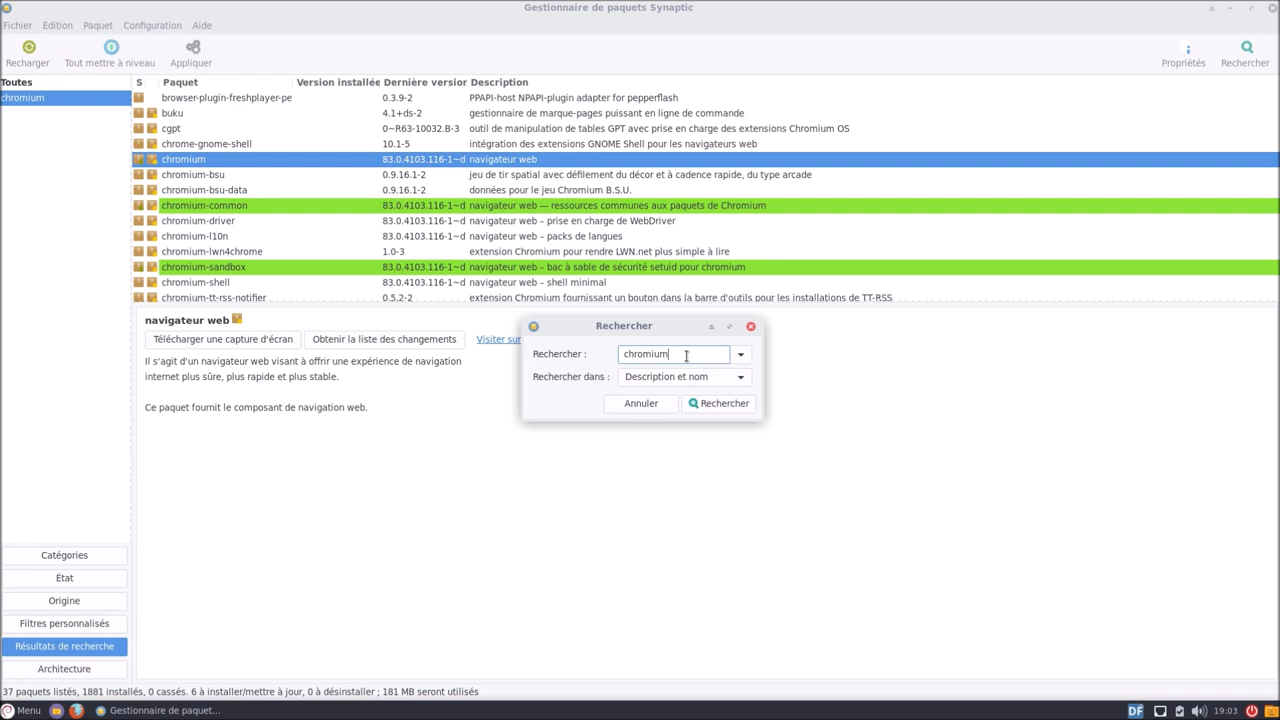 Gestionnaire de paquets Synaptic
Fichier Édition Paquet Configuration Aide
Recharger Tout mettre à niveau Appliquer Propriétés Rechercher
Toutes
chromium
S Paquet Version installée Dernière version Description
browser-plugin-freshplayer-pe 0.3.9-2 PPAPI-host NPAPI-plugin adapter for pepperflash
buku 4.1+ds-2 gestionnaire de marque-pages puissant en ligne de commande
cgpt 0~R63-10032.B-3 outil de manipulation de tables GPT avec prise en charge des extensions Chromium OS
chrome-gnome-shell 10.1-5 intégration des extensions GNOME Shell pour les navigateurs web
chromium 83.0.4103.116-1~d navigateur web
chromium-bsu 0.9.16.1-2 jeu de tir spatial avec défilement du décor et à cadence rapide, du type arcade
chromium-bsu-data 0.9.16.1-2 données pour le jeu Chromium B.S.U.
chromium-common 83.0.4103.116-1~d navigateur web — ressources communes aux paquets de Chromium
chromium-driver 83.0.4103.116-1~d navigateur web – prise en charge de WebDriver
chromium-l10n 83.0.4103.116-1~d navigateur web – packs de langues
chromium-lwn4chrome 1.0-3 extension Chromium pour rendre LWN.net plus simple à lire
chromium-sandbox 83.0.4103.116-1~d navigateur web – bac à sable de sécurité setuid pour chromium
chromium-shell 83.0.4103.116-1~d navigateur web – shell minimal
chromium-tt-rss-notifier 0.5.2-2 extension Chromium fournissant un bouton dans la barre d'outils pour les installations de TT-RSS
navigateur web
Télécharger une capture d'écran Obtenir la liste des changements Visiter sur
Il s'agit d'un navigateur web visant à offrir une expérience de navigation
internet plus sûre, plus rapide et plus stable.
Ce paquet fournit le composant de navigation web.
Rechercher
Rechercher : chromium
Rechercher dans : Description et nom
Annuler Rechercher
Catégories
État
Origine
Filtres personnalisés
Résultats de recherche
Architecture
37 paquets listés, 1881 installés, 0 cassés. 6 à installer/mettre à jour, 0 à désinstaller ; 181 MB seront utilisés
Menu Gestionnaire de paquet... DF 19:03